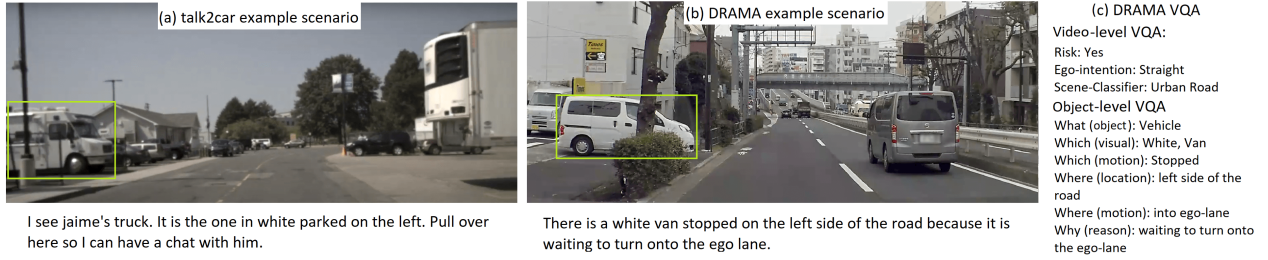 (a) talk2car example scenario
I see jaime's truck. It is the one in white parked on the left. Pull over
here so I can have a chat with him.
(b) DRAMA example scenario
There is a white van stopped on the left side of the road because it is
waiting to turn onto the ego lane.
(c) DRAMA VQA
Video-level VQA:
Risk: Yes
Ego-intention: Straight
Scene-Classifier: Urban Road
Object-level VQA
What (object): Vehicle
Which (visual): White, Van
Which (motion): Stopped
Where (location): left side of the
road
Where (motion): into ego-lane
Why (reason): waiting to turn onto
the ego-lane